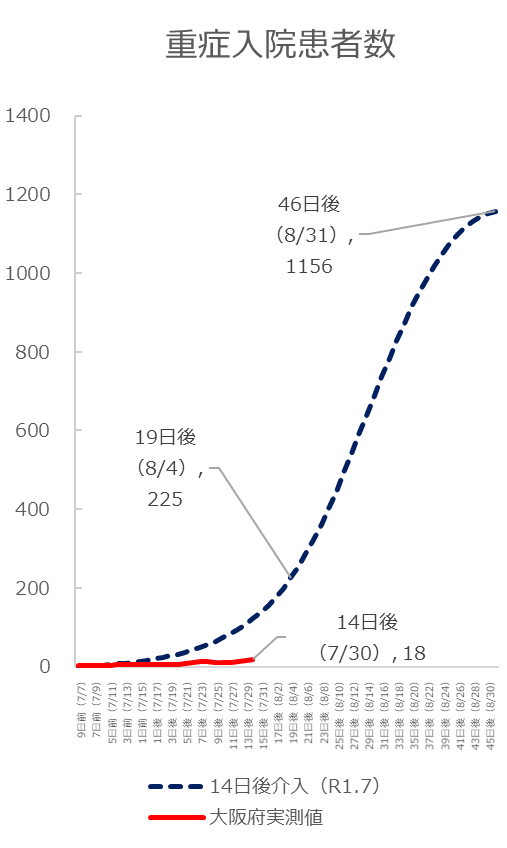 重症入院患者数
1400
1200
1000
800
600
400
200
0
46日後
（8/31）,
1156
19日後
（8/4）,
225
14日後
（7/30）, 18
9日前（7/7）
7日前（7/9）
5日前（7/11）
3日前（7/13）
1日前（7/15）
1日後（7/17）
3日後（7/19）
5日後（7/21）
7日後（7/23）
9日後（7/25）
11日後（7/27）
13日後（7/29）
15日後（7/31）
17日後（8/2）
19日後（8/4）
21日後（8/6）
23日後（8/8）
25日後（8/10）
27日後（8/12）
29日後（8/14）
31日後（8/16）
33日後（8/18）
35日後（8/20）
37日後（8/22）
39日後（8/24）
41日後（8/26）
43日後（8/28）
45日後（8/30）
14日後介入（R1.7）
大阪府実測値